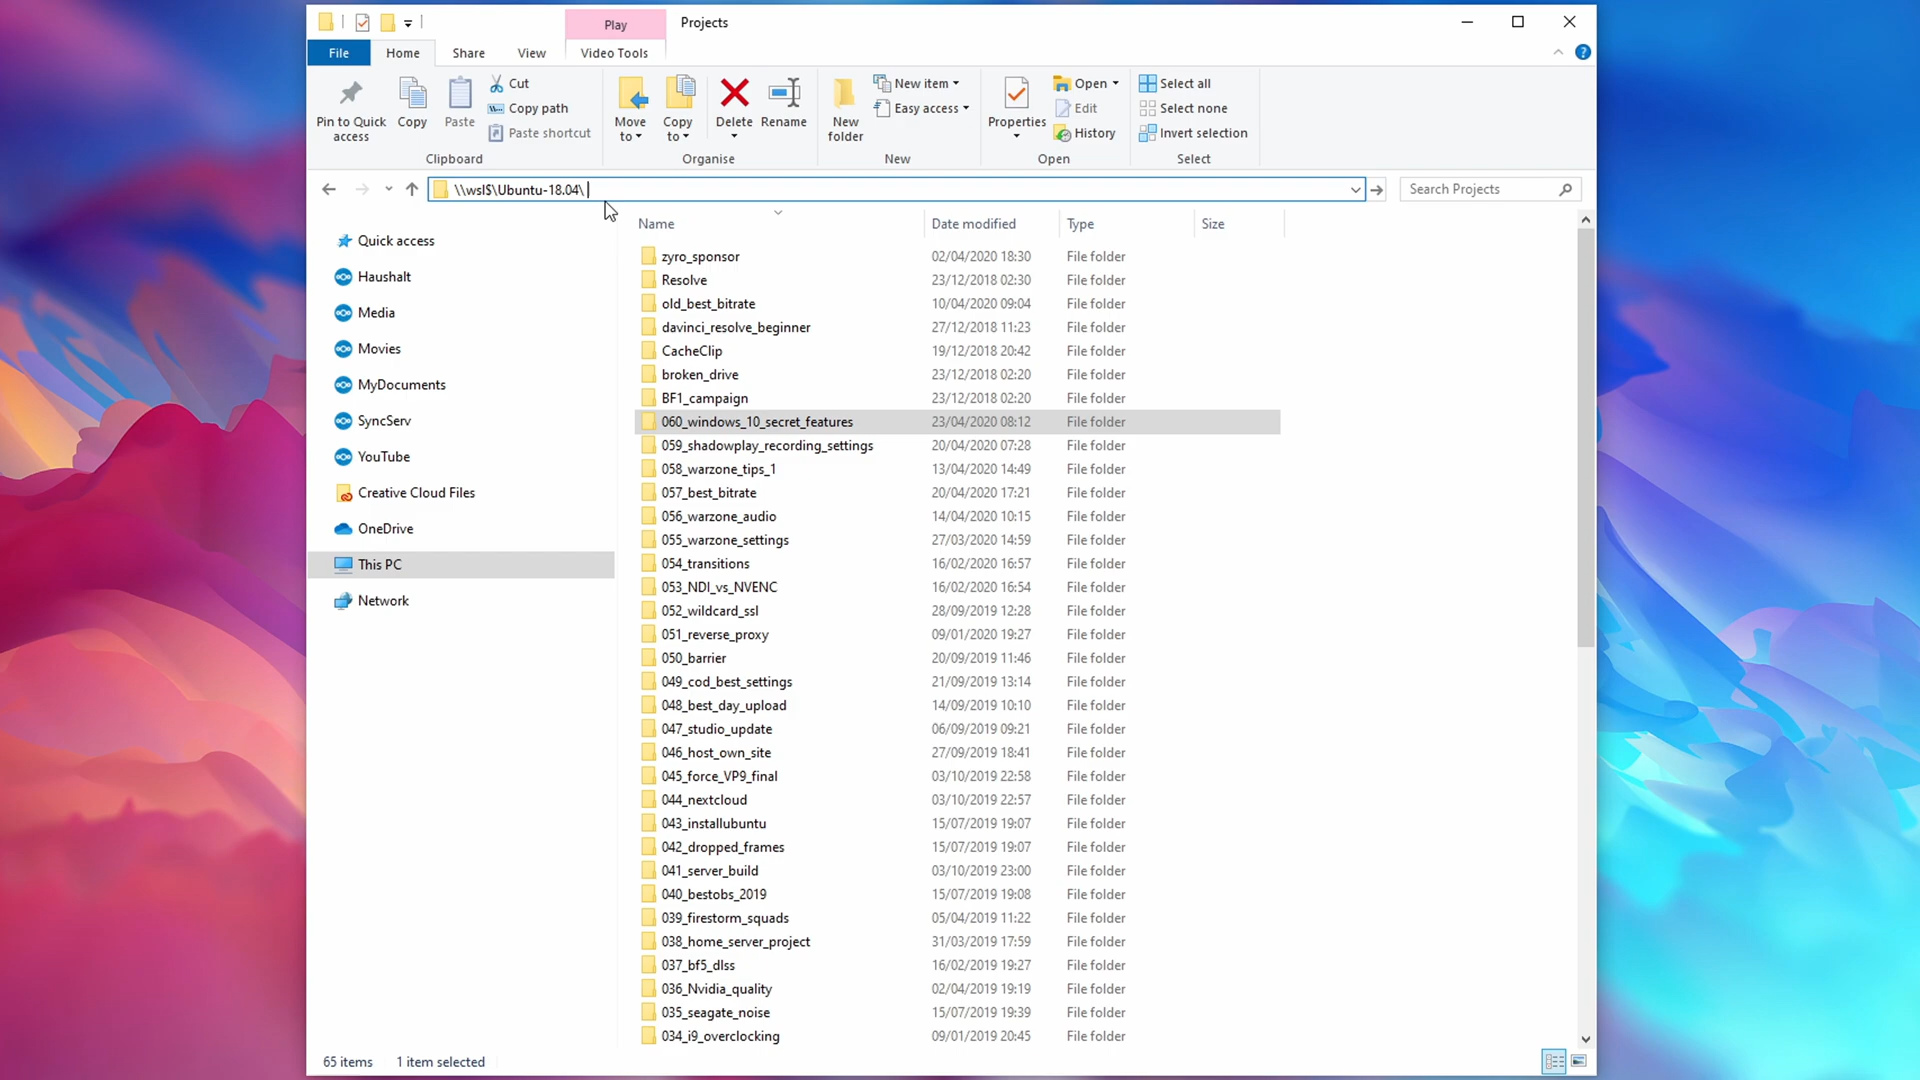 Play
Projects
File
Home
Share
View
Video Tools
Pin to Quick access
Copy
Paste
Cut
Copy path
Paste shortcut
Clipboard
Move to
Copy to
Delete
Rename
Organise
New folder
New item
Easy access
New
Properties
Open
Edit
History
Open
Select all
Select none
Invert selection
Select
\\wsl$\Ubuntu-18.04\
Search Projects
Quick access
Haushalt
Media
Movies
MyDocuments
SyncServ
YouTube
Creative Cloud Files
OneDrive
This PC
Network
Name Date modified Type Size
zyro_sponsor 02/04/2020 18:30 File folder
Resolve 23/12/2018 02:30 File folder
old_best_bitrate 10/04/2020 09:04 File folder
davinci_resolve_beginner 27/12/2018 11:23 File folder
CacheClip 19/12/2018 20:42 File folder
broken_drive 23/12/2018 02:20 File folder
BF1_campaign 23/12/2018 02:20 File folder
060_windows_10_secret_features 23/04/2020 08:12 File folder
059_shadowplay_recording_settings 20/04/2020 07:28 File folder
058_warzone_tips_1 13/04/2020 14:49 File folder
057_best_bitrate 20/04/2020 17:21 File folder
056_warzone_audio 14/04/2020 10:15 File folder
055_warzone_settings 27/03/2020 14:59 File folder
054_transitions 16/02/2020 16:57 File folder
053_NDI_vs_NVENC 16/02/2020 16:54 File folder
052_wildcard_ssl 28/09/2019 12:28 File folder
051_reverse_proxy 09/01/2020 19:27 File folder
050_barrier 20/09/2019 11:46 File folder
049_cod_best_settings 21/09/2019 13:14 File folder
048_best_day_upload 14/09/2019 10:10 File folder
047_studio_update 06/09/2019 09:21 File folder
046_host_own_site 27/09/2019 18:41 File folder
045_force_VP9_final 03/10/2019 22:58 File folder
044_nextcloud 03/10/2019 22:57 File folder
043_installubuntu 15/07/2019 19:07 File folder
042_dropped_frames 15/07/2019 19:07 File folder
041_server_build 03/10/2019 23:00 File folder
040_bestobs_2019 15/07/2019 19:08 File folder
039_firestorm_squads 05/04/2019 11:22 File folder
038_home_server_project 31/03/2019 17:59 File folder
037_bf5_dlss 16/02/2019 19:27 File folder
036_Nvidia_quality 02/04/2019 19:19 File folder
035_seagate_noise 15/07/2019 19:39 File folder
034_i9_overclocking 09/01/2019 20:45 File folder
65 items 1 item selected